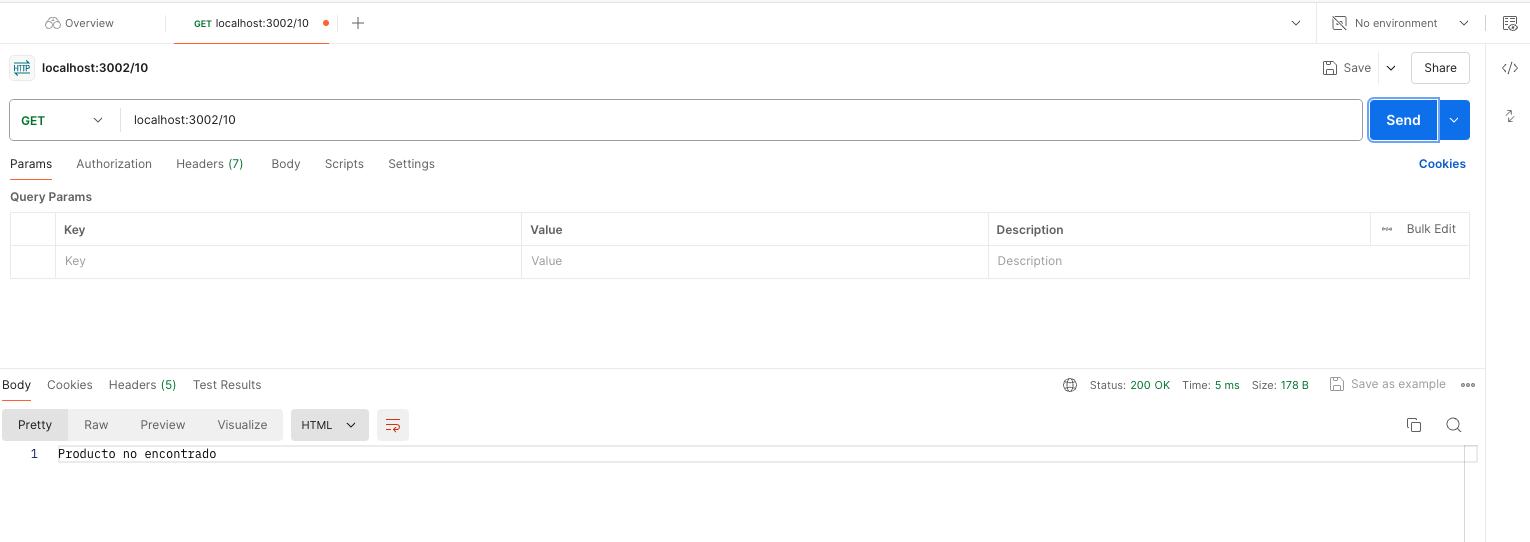 Overview
GET localhost:3002/10
No environment
HTTP localhost:3002/10
Save
Share
GET localhost:3002/10
Send
Params Authorization Headers (7) Body Scripts Settings
Cookies
Query Params
Key Value Description Bulk Edit
Key Value Description
Body Cookies Headers (5) Test Results
Status: 200 OK Time: 5 ms Size: 178 B
Save as example
Pretty Raw Preview Visualize HTML
1 Producto no encontrado